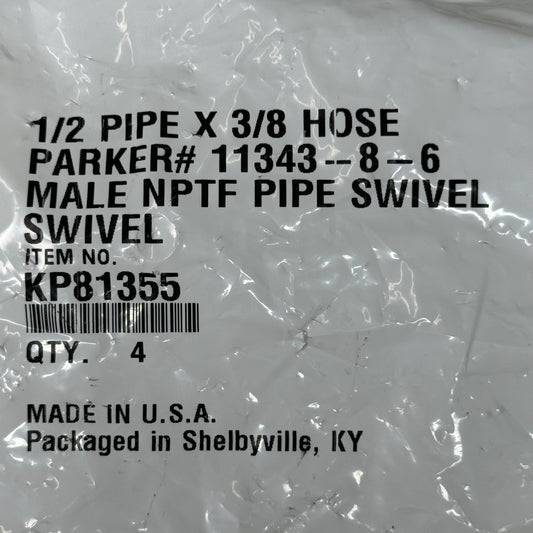 1/2 PIPE X 3/8 HOSE
PARKER# 11343--8-6
MALE NPTF PIPE SWIVEL
SWIVEL
ITEM NO.
KP81355
QTY. 4
MADE IN U.S.A.
Packaged in Shelbyville, KY